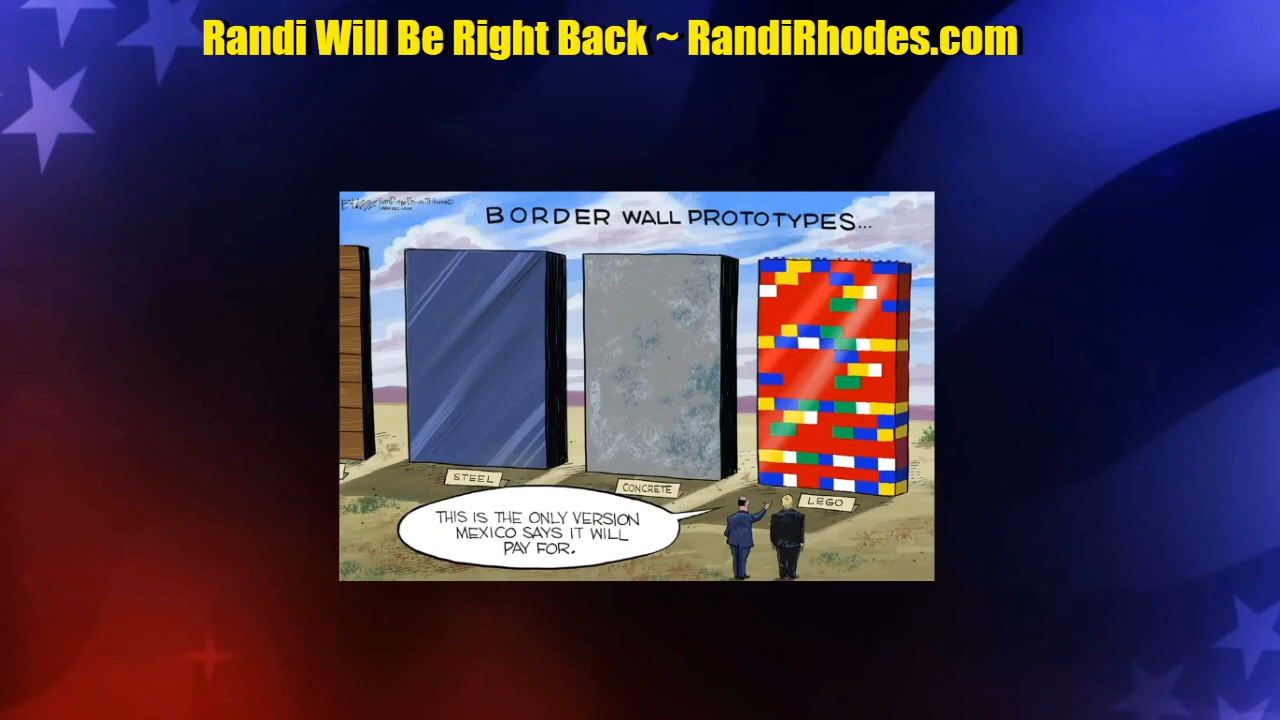 Randi Will Be Right Back ~ RandiRhodes.com
BORDER WALL PROTOTYPES...
STEEL
CONCRETE
LEGO
THIS IS THE ONLY VERSION
MEXICO SAYS IT WILL
PAY FOR.